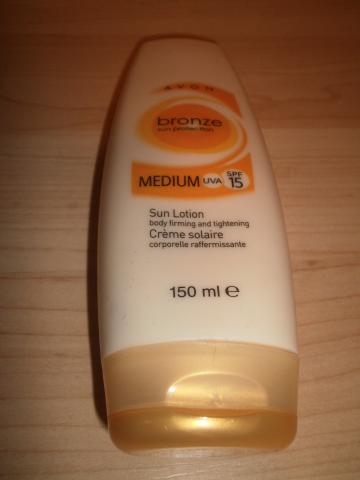 AVON
bronze
sun protection
MEDIUM UVA SPF 15
Sun Lotion
body firming and tightening
Crème solaire
corporelle raffermissante
150 ml e